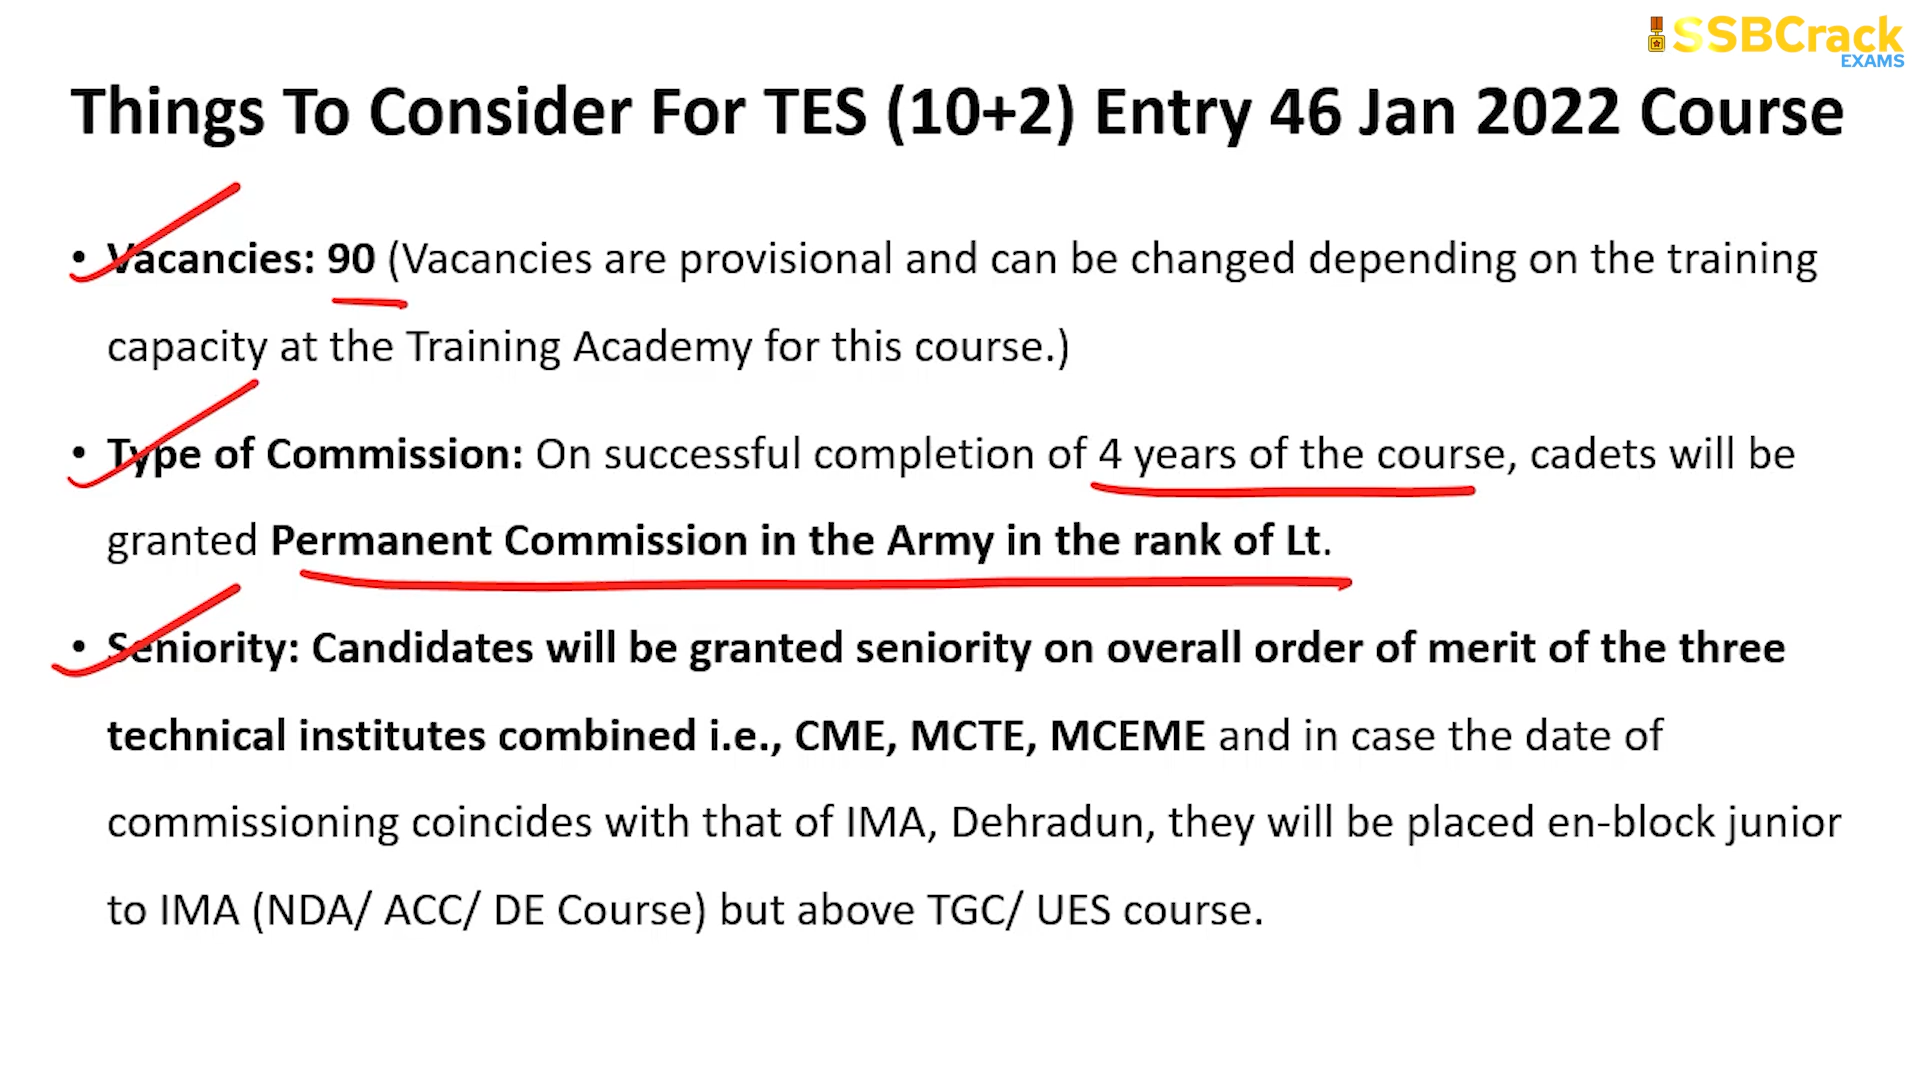 SSBCrack
EXAMS
Things To Consider For TES (10+2) Entry 46 Jan 2022 Course
• Vacancies: 90 (Vacancies are provisional and can be changed depending on the training
capacity at the Training Academy for this course.)
• Type of Commission: On successful completion of 4 years of the course, cadets will be
granted Permanent Commission in the Army in the rank of Lt.
• Seniority: Candidates will be granted seniority on overall order of merit of the three
technical institutes combined i.e., CME, MCTE, MCEME and in case the date of
commissioning coincides with that of IMA, Dehradun, they will be placed en-block junior
to IMA (NDA/ ACC/ DE Course) but above TGC/ UES course.